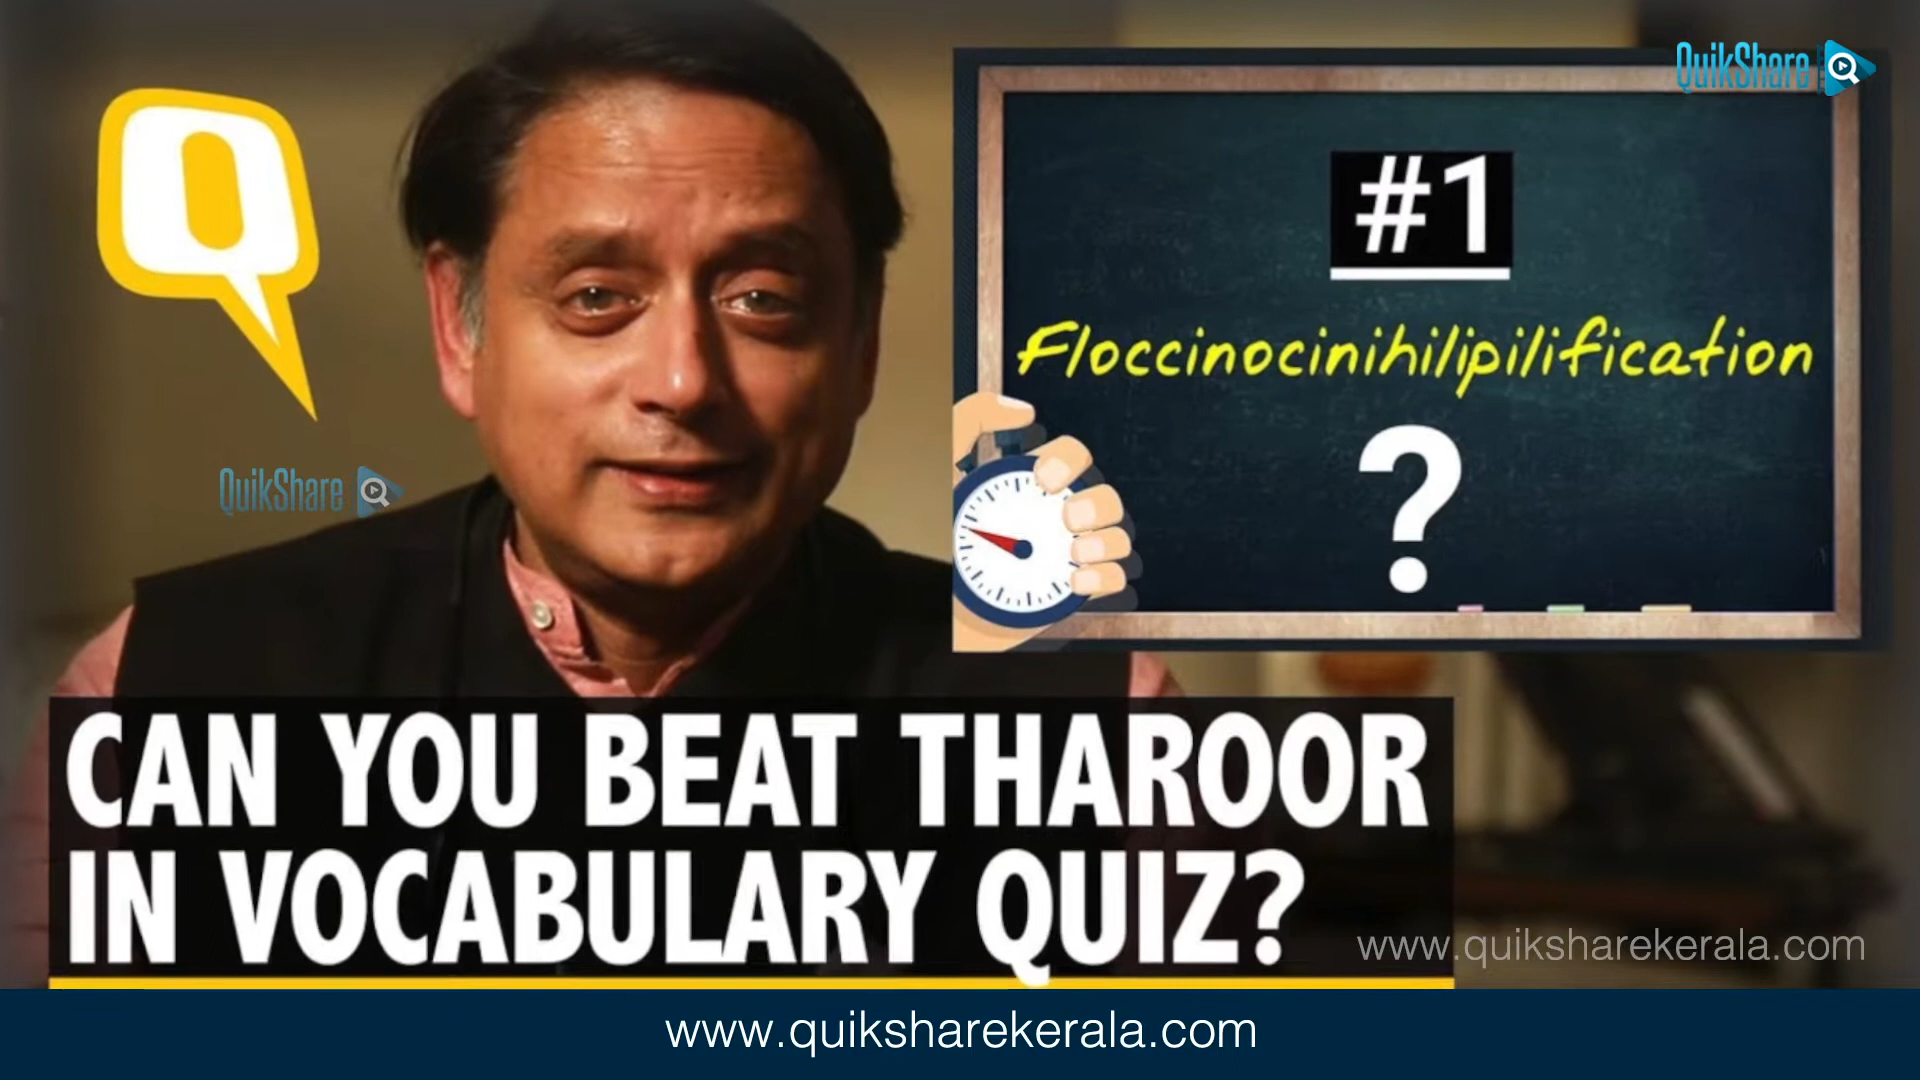 QuikShare
#1
Floccinocinihilipilification
?
QuikShare
CAN YOU BEAT THAROOR
IN VOCABULARY QUIZ?
www.quiksharekerala.com
www.quiksharekerala.com